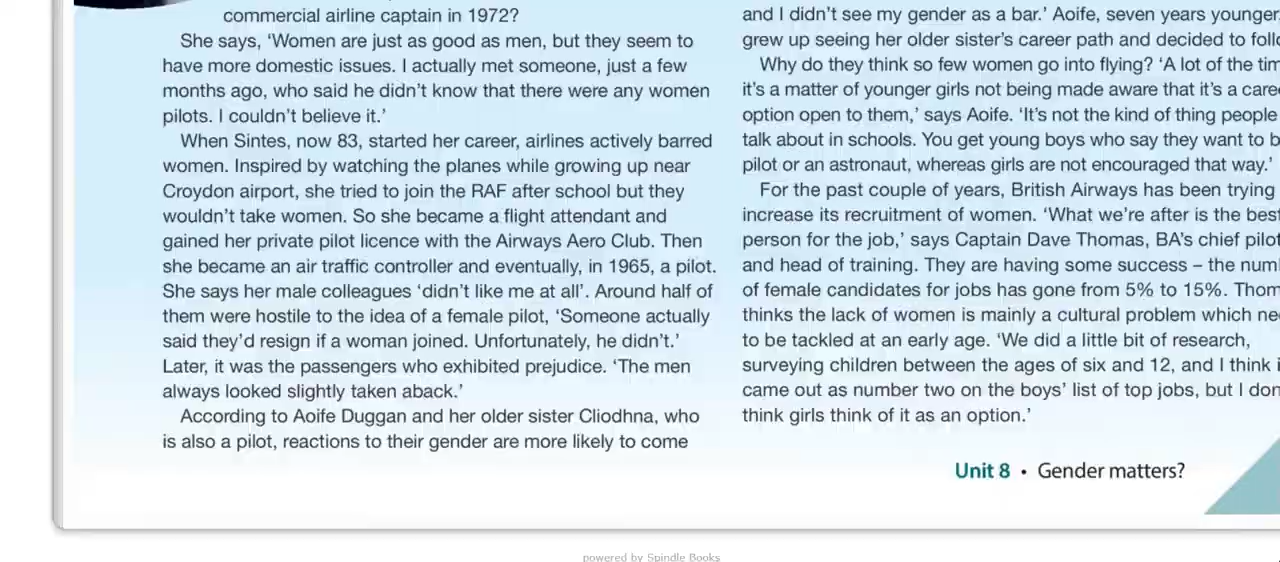 commercial airline captain in 1972?
She says, ‘Women are just as good as men, but they seem to
have more domestic issues. I actually met someone, just a few
months ago, who said he didn’t know that there were any women
pilots. I couldn’t believe it.’
When Sintes, now 83, started her career, airlines actively barred
women. Inspired by watching the planes while growing up near
Croydon airport, she tried to join the RAF after school but they
wouldn’t take women. So she became a flight attendant and
gained her private pilot licence with the Airways Aero Club. Then
she became an air traffic controller and eventually, in 1965, a pilot.
She says her male colleagues ‘didn’t like me at all’. Around half of
them were hostile to the idea of a female pilot, ‘Someone actually
said they’d resign if a woman joined. Unfortunately, he didn’t.’
Later, it was the passengers who exhibited prejudice. ‘The men
always looked slightly taken aback.’
According to Aoife Duggan and her older sister Cliodhna, who
is also a pilot, reactions to their gender are more likely to come
and I didn’t see my gender as a bar.’ Aoife, seven years younger
grew up seeing her older sister’s career path and decided to
Why do they think so few women go into flying? ‘A lot of the
it’s a matter of younger girls not being made aware that it’s a
option open to them,’ says Aoife. ‘It’s not the kind of thing people
talk about in schools. You get young boys who say they want to
pilot or an astronaut, whereas girls are not encouraged that way.’
For the past couple of years, British Airways has been trying
increase its recruitment of women. ‘What we’re after is the best
person for the job,’ says Captain Dave Thomas, BA’s chief pilot
and head of training. They are having some success – the
of female candidates for jobs has gone from 5% to 15%.
thinks the lack of women is mainly a cultural problem which
to be tackled at an early age. ‘We did a little bit of research,
surveying children between the ages of six and 12, and I think
came out as number two on the boys’ list of top jobs, but I
think girls think of it as an option.’
Unit 8 • Gender matters?
powered by Spindle Books